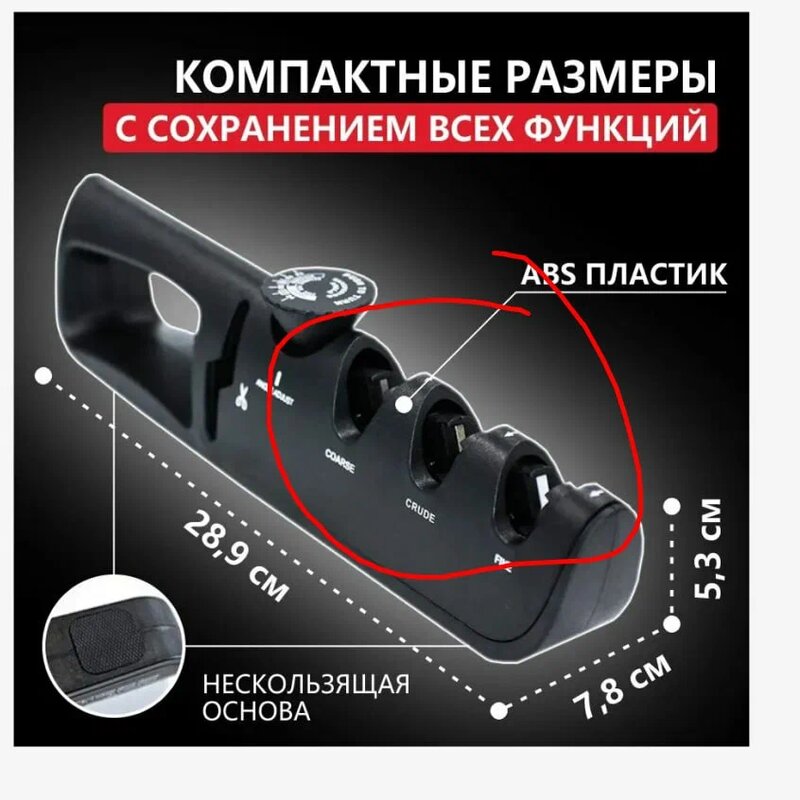 КОМПАКТНЫЕ РАЗМЕРЫ
С СОХРАНЕНИЕМ ВСЕХ ФУНКЦИЙ
ABS ПЛАСТИК
COARSE
CRUDE
FINE
28,9 см
5,3 см
7,8 см
НЕСКОЛЬЗЯЩАЯ
ОСНОВА